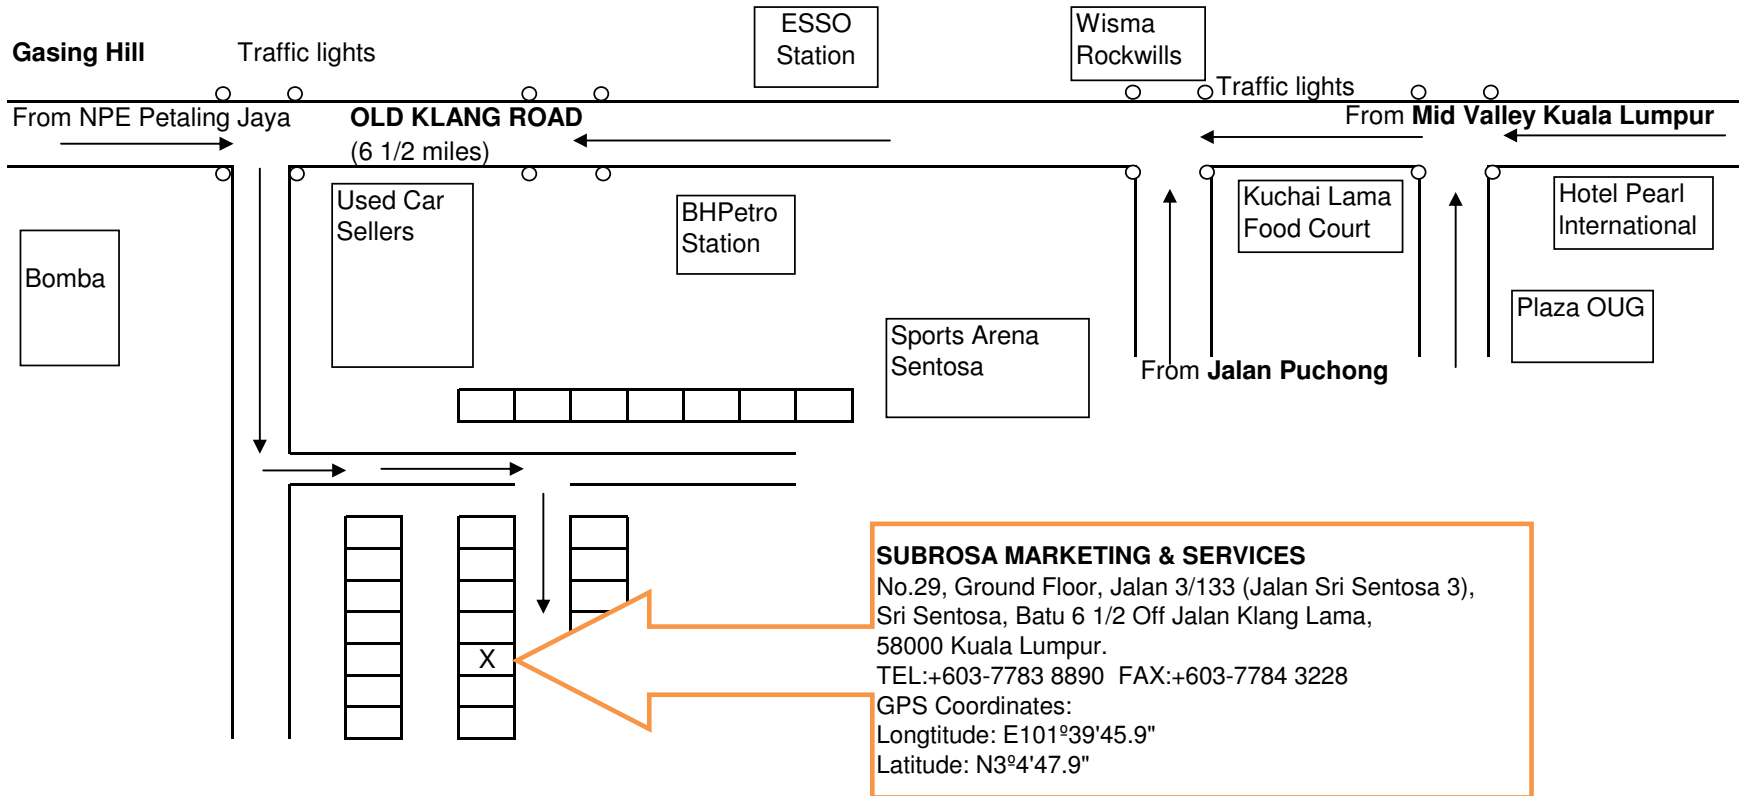 ESSO
Station
Wisma
Rockwills
Gasing Hill
Traffic lights
Traffic lights
From NPE Petaling Jaya
OLD KLANG ROAD
(6 1/2 miles)
From Mid Valley Kuala Lumpur
Used Car
Sellers
BHPetro
Station
Kuchai Lama
Food Court
Hotel Pearl
International
Bomba
Plaza OUG
Sports Arena
Sentosa
From Jalan Puchong
X
SUBROSA MARKETING & SERVICES
No.29, Ground Floor, Jalan 3/133 (Jalan Sri Sentosa 3),
Sri Sentosa, Batu 6 1/2 Off Jalan Klang Lama,
58000 Kuala Lumpur.
TEL:+603-7783 8890  FAX:+603-7784 3228
GPS Coordinates:
Longtitude: E101º39'45.9"
Latitude: N3º4'47.9"